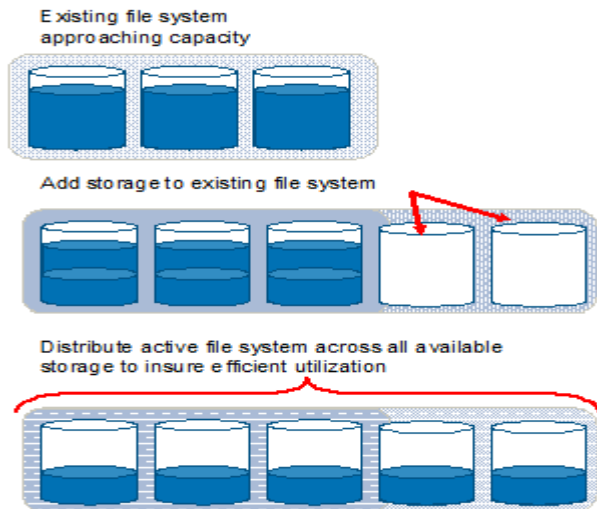 Existing file system
approaching capacity
Add storage to existing file system
Distribute active file system across all available
storage to insure efficient utilization